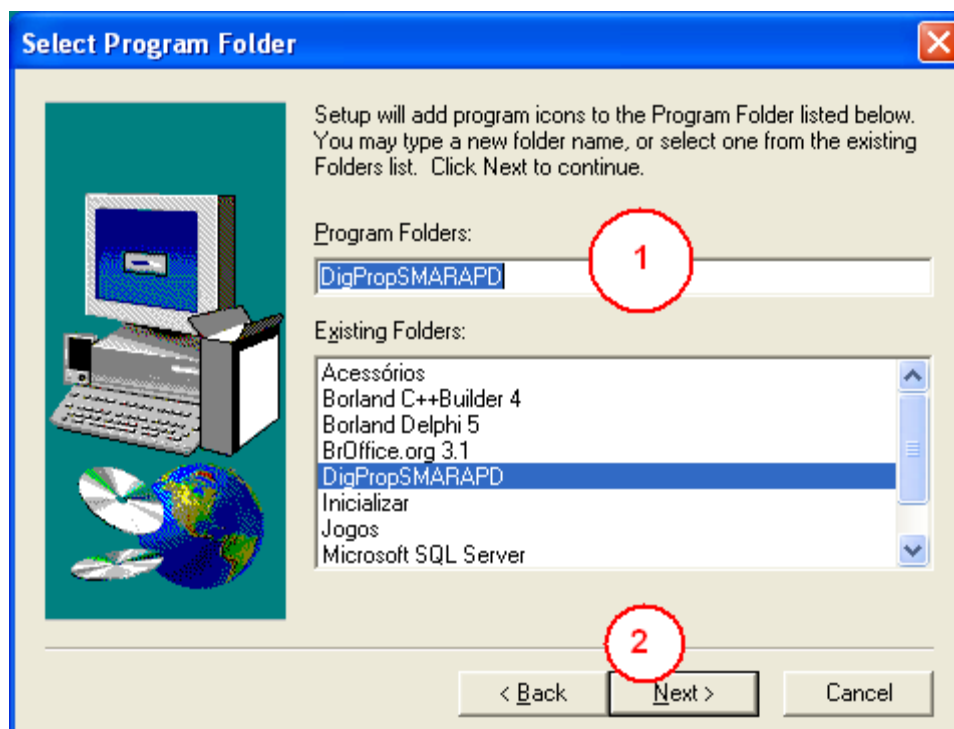 Select Program Folder
Setup will add program icons to the Program Folder listed below.
You may type a new folder name, or select one from the existing
Folders list.  Click Next to continue.
Program Folders:
1
DigPropSMARAPD
Existing Folders:
Acessórios
Borland C++Builder 4
Borland Delphi 5
BrOffice.org 3.1
DigPropSMARAPD
Inicializar
Jogos
Microsoft SQL Server
2
< Back
Next >
Cancel